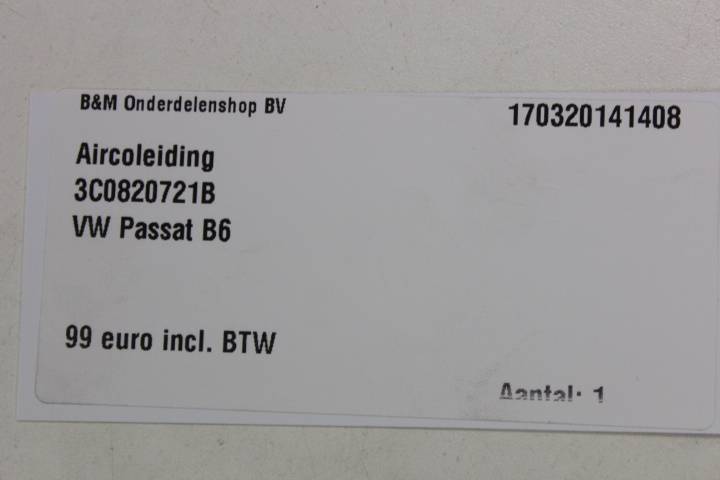 B&M Onderdelenshop BV
170320141408
Aircoleiding
3C0820721B
VW Passat B6
99 euro incl. BTW
Aantal: 1